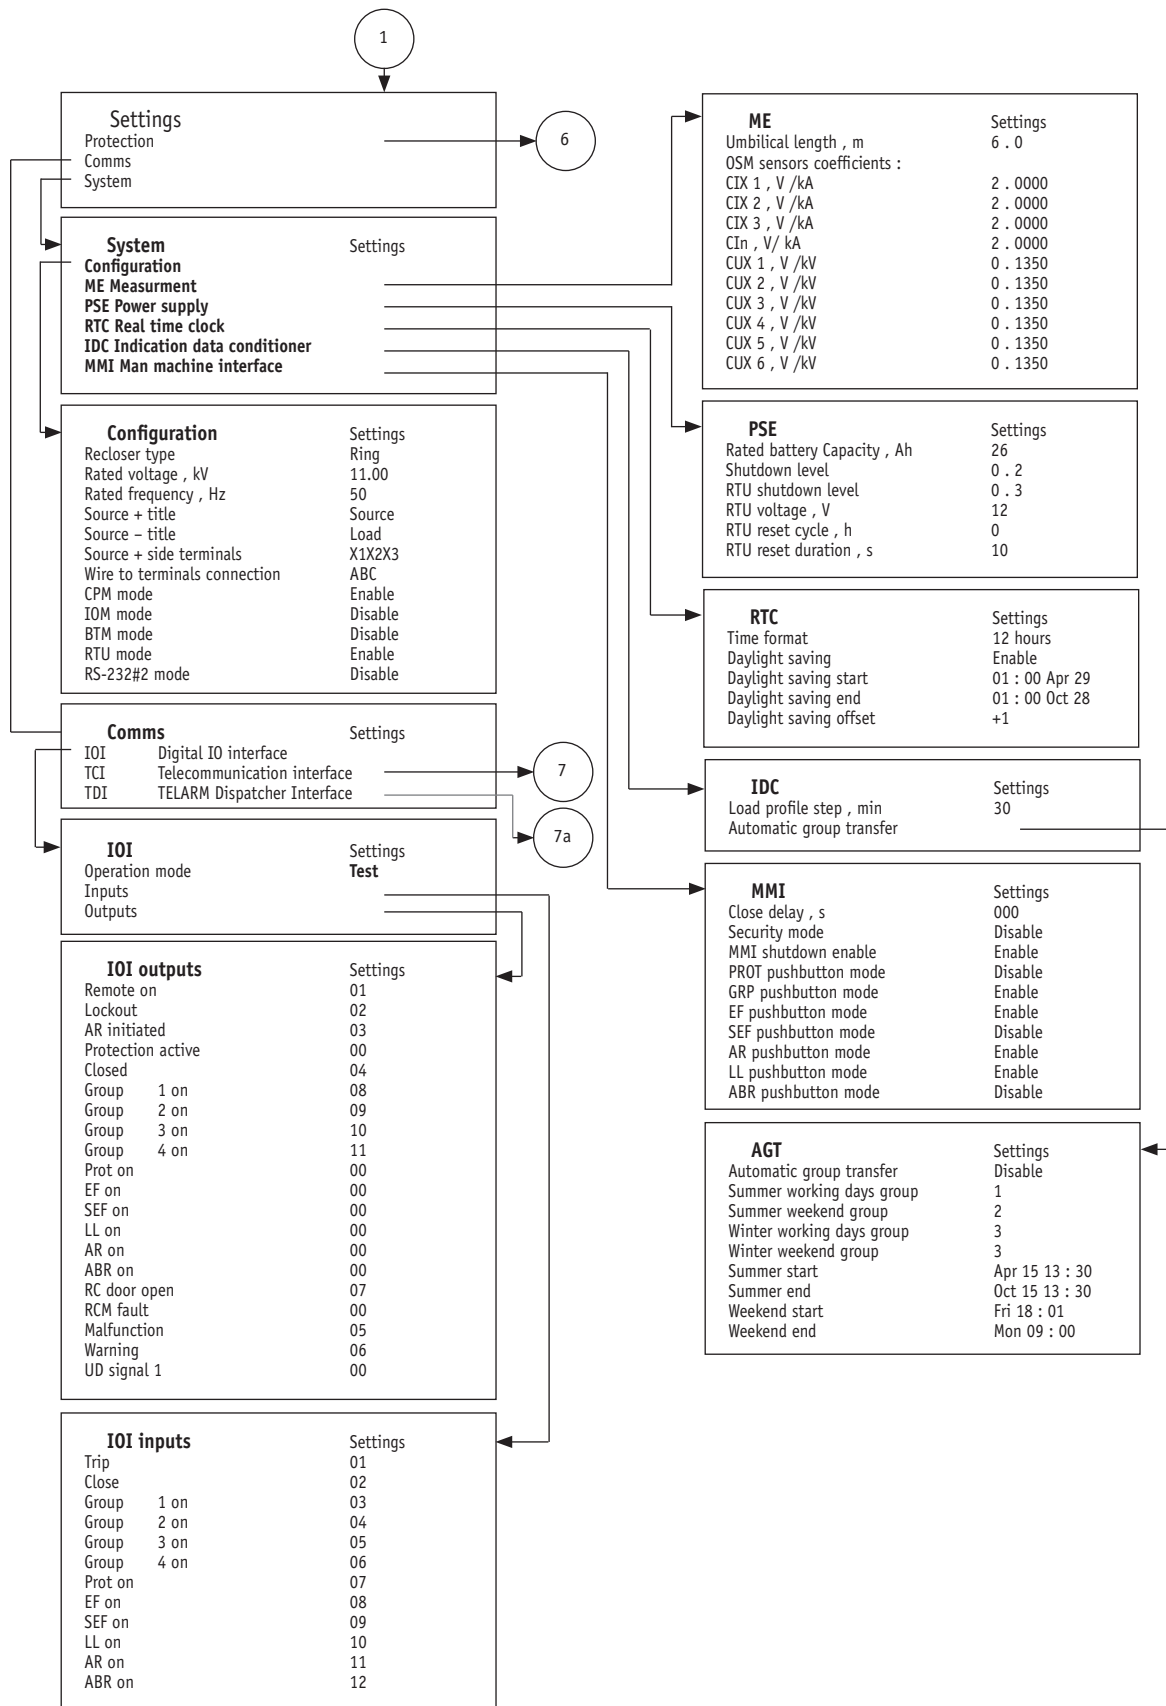 1
Settings
Protection
Comms
System
6
System Settings
Configuration
ME Measurment
PSE Power supply
RTC Real time clock
IDC Indication data conditioner
MMI Man machine interface
Configuration Settings
Recloser type Ring
Rated voltage , kV 11.00
Rated frequency , Hz 50
Source + title Source
Source – title Load
Source + side terminals X1X2X3
Wire to terminals connection ABC
CPM mode Enable
IOM mode Disable
BTM mode Disable
RTU mode Enable
RS-232#2 mode Disable
Comms Settings
IOI Digital IO interface
TCI Telecommunication interface
TDI TELARM Dispatcher Interface
7
7a
IOI Settings
Operation mode Test
Inputs
Outputs
IOI outputs Settings
Remote on 01
Lockout 02
AR initiated 03
Protection active 00
Closed 04
Group 1 on 08
Group 2 on 09
Group 3 on 10
Group 4 on 11
Prot on 00
EF on 00
SEF on 00
LL on 00
AR on 00
ABR on 00
RC door open 07
RCM fault 00
Malfunction 05
Warning 06
UD signal 1 00
IOI inputs Settings
Trip 01
Close 02
Group 1 on 03
Group 2 on 04
Group 3 on 05
Group 4 on 06
Prot on 07
EF on 08
SEF on 09
LL on 10
AR on 11
ABR on 12
ME Settings
Umbilical length , m 6 . 0
OSM sensors coefficients :
CIX 1 , V /kA 2 . 0000
CIX 2 , V /kA 2 . 0000
CIX 3 , V /kA 2 . 0000
CIn , V/ kA 2 . 0000
CUX 1 , V /kV 0 . 1350
CUX 2 , V /kV 0 . 1350
CUX 3 , V /kV 0 . 1350
CUX 4 , V /kV 0 . 1350
CUX 5 , V /kV 0 . 1350
CUX 6 , V /kV 0 . 1350
PSE Settings
Rated battery Capacity , Ah 26
Shutdown level 0 . 2
RTU shutdown level 0 . 3
RTU voltage , V 12
RTU reset cycle , h 0
RTU reset duration , s 10
RTC Settings
Time format 12 hours
Daylight saving Enable
Daylight saving start 01 : 00 Apr 29
Daylight saving end 01 : 00 Oct 28
Daylight saving offset +1
IDC Settings
Load profile step , min 30
Automatic group transfer
MMI Settings
Close delay , s 000
Security mode Disable
MMI shutdown enable Enable
PROT pushbutton mode Disable
GRP pushbutton mode Enable
EF pushbutton mode Enable
SEF pushbutton mode Disable
AR pushbutton mode Enable
LL pushbutton mode Enable
ABR pushbutton mode Disable
AGT Settings
Automatic group transfer Disable
Summer working days group 1
Summer weekend group 2
Winter working days group 3
Winter weekend group 3
Summer start Apr 15 13 : 30
Summer end Oct 15 13 : 30
Weekend start Fri 18 : 01
Weekend end Mon 09 : 00